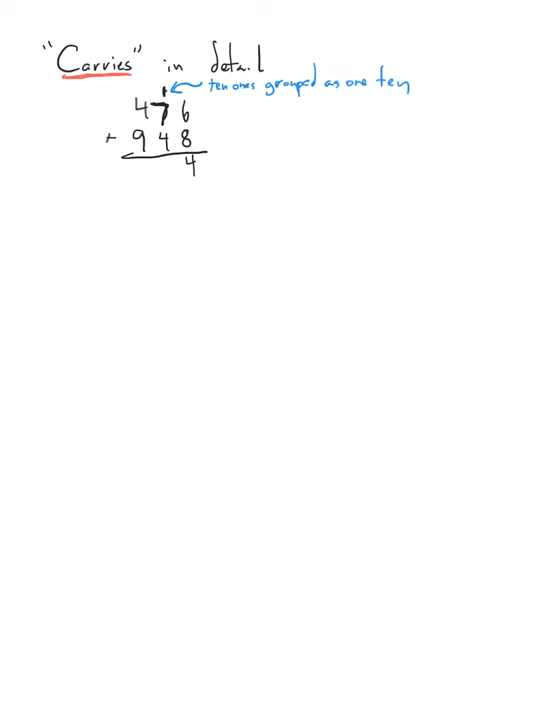 "Carries" in detail
1 ten ones grouped as one ten
476
+ 948
4